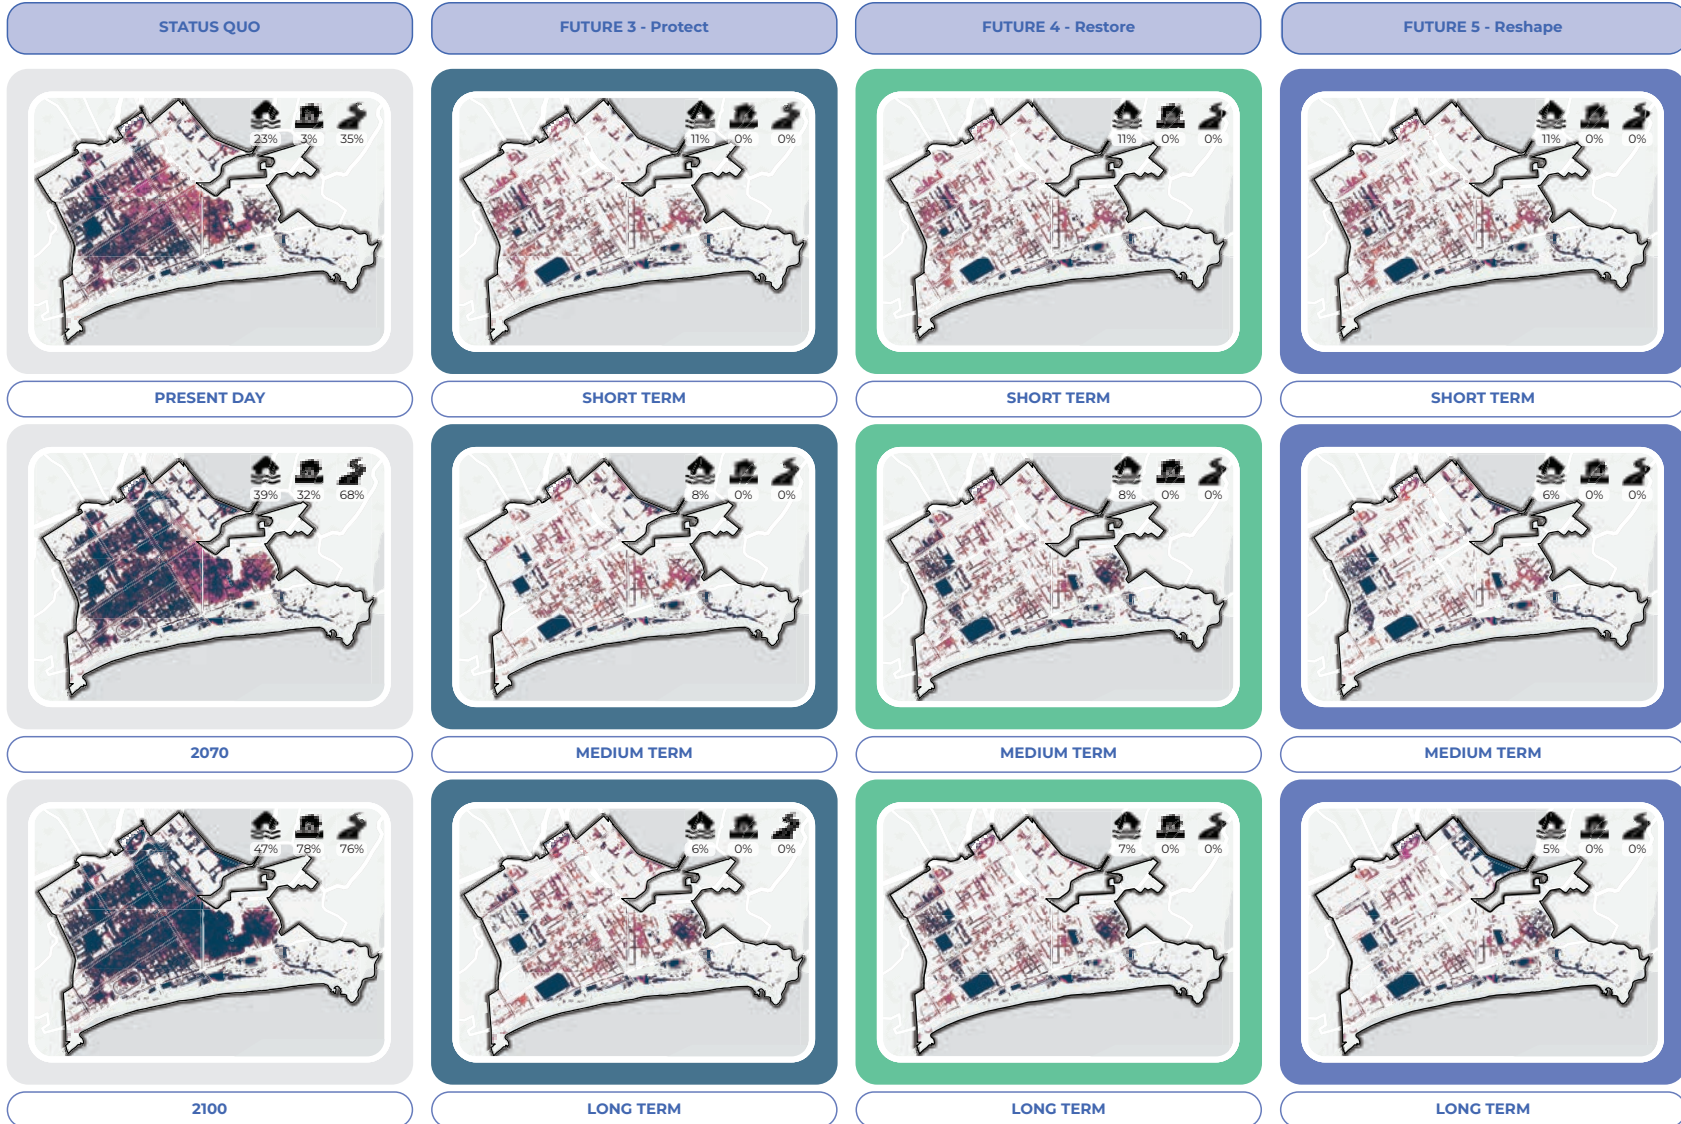 STATUS QUO
FUTURE 3 - Protect
FUTURE 4 - Restore
FUTURE 5 - Reshape
23% 3% 35%
11% 0% 0%
11% 0% 0%
11% 0% 0%
PRESENT DAY
SHORT TERM
SHORT TERM
SHORT TERM
39% 32% 68%
8% 0% 0%
8% 0% 0%
6% 0% 0%
2070
MEDIUM TERM
MEDIUM TERM
MEDIUM TERM
47% 78% 76%
6% 0% 0%
7% 0% 0%
5% 0% 0%
2100
LONG TERM
LONG TERM
LONG TERM